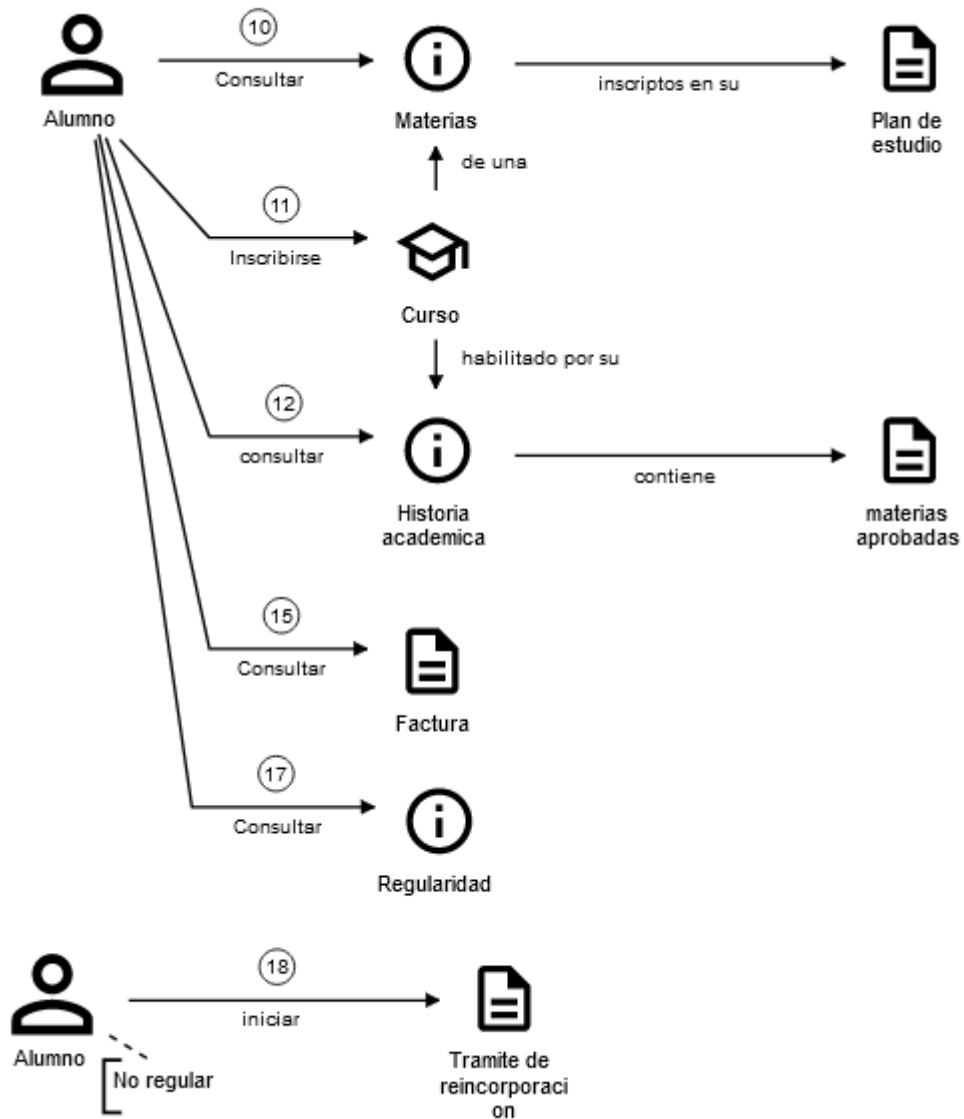 10
Consultar
inscriptos en su
Alumno
Materias
Plan de
estudio
de una
11
Inscribirse
Curso
habilitado por su
12
consultar
contiene
Historia
academica
materias
aprobadas
15
Consultar
Factura
17
Consultar
Regularidad
18
iniciar
Alumno
No regular
Tramite de
reincorporaci
on